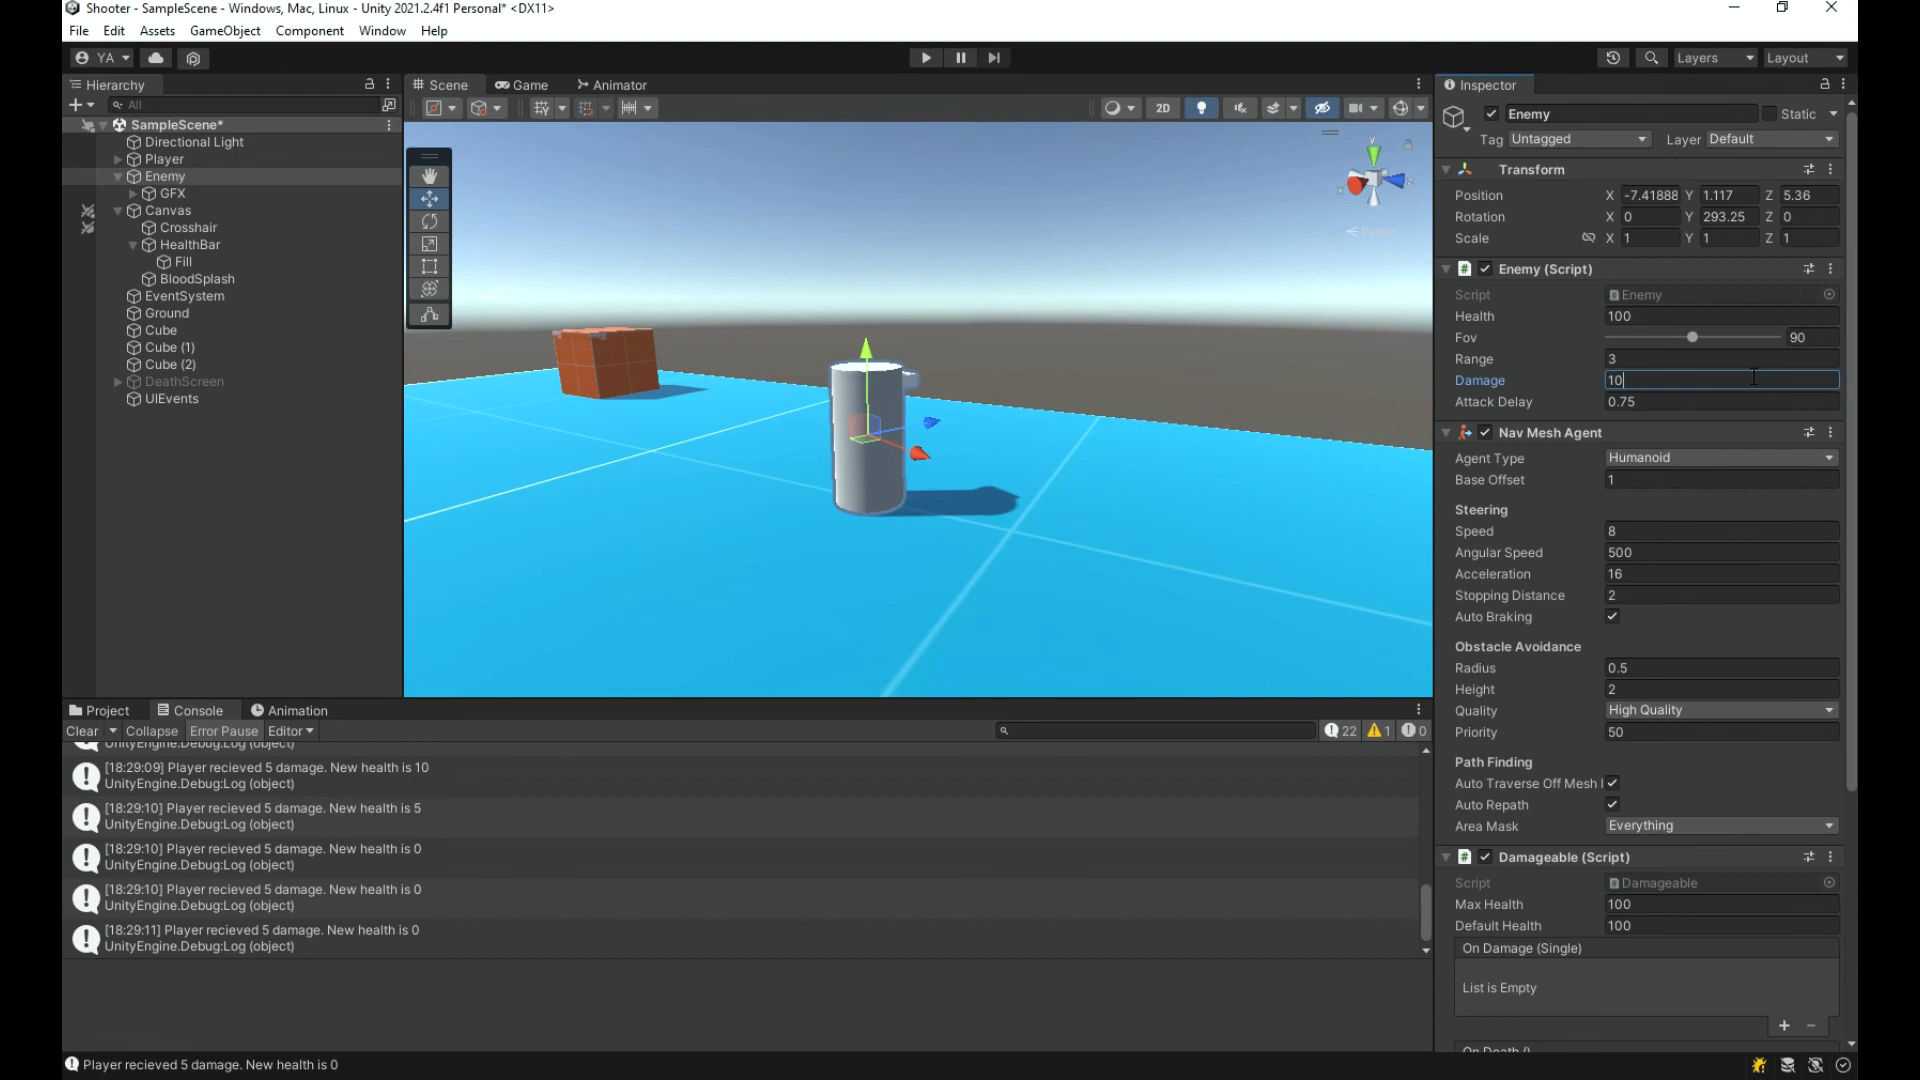 Shooter - SampleScene - Windows, Mac, Linux - Unity 2021.2.4f1 Personal* <DX11>
File Edit Assets GameObject Component Window Help
YA Layers Layout
Hierarchy
All
SampleScene*
Directional Light
Player
Enemy
GFX
Canvas
Crosshair
HealthBar
Fill
BloodSplash
EventSystem
Ground
Cube
Cube (1)
Cube (2)
DeathScreen
UIEvents
Scene Game Animator
2D
Persp
Inspector
Enemy Static
Tag Untagged Layer Default
Transform
Position X -7.41888 Y 1.117 Z 5.36
Rotation X 0 Y 293.25 Z 0
Scale X 1 Y 1 Z 1
Enemy (Script)
Script Enemy
Health 100
Fov 90
Range 3
Damage 10
Attack Delay 0.75
Nav Mesh Agent
Agent Type Humanoid
Base Offset 1
Steering
Speed 8
Angular Speed 500
Acceleration 16
Stopping Distance 2
Auto Braking
Obstacle Avoidance
Radius 0.5
Height 2
Quality High Quality
Priority 50
Path Finding
Auto Traverse Off Mesh
Auto Repath
Area Mask Everything
Damageable (Script)
Script Damageable
Max Health 100
Default Health 100
On Damage (Single)
List is Empty
On Death ()
Project Console Animation
Clear Collapse Error Pause Editor 22 1 0
UnityEngine.Debug:Log (object)
[18:29:09] Player recieved 5 damage. New health is 10
UnityEngine.Debug:Log (object)
[18:29:10] Player recieved 5 damage. New health is 5
UnityEngine.Debug:Log (object)
[18:29:10] Player recieved 5 damage. New health is 0
UnityEngine.Debug:Log (object)
[18:29:10] Player recieved 5 damage. New health is 0
UnityEngine.Debug:Log (object)
[18:29:11] Player recieved 5 damage. New health is 0
UnityEngine.Debug:Log (object)
Player recieved 5 damage. New health is 0